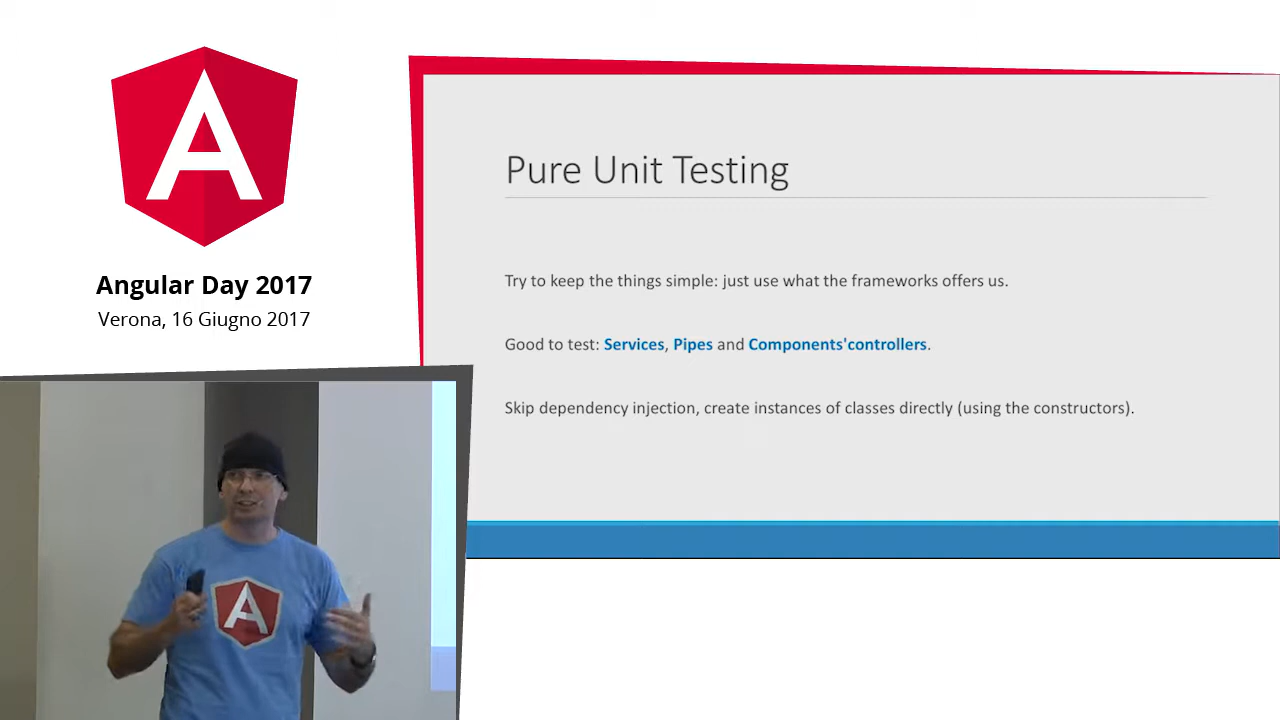 Angular Day 2017
Verona, 16 Giugno 2017
Pure Unit Testing
Try to keep the things simple: just use what the frameworks offers us.
Good to test: Services, Pipes and Components'controllers.
Skip dependency injection, create instances of classes directly (using the constructors).